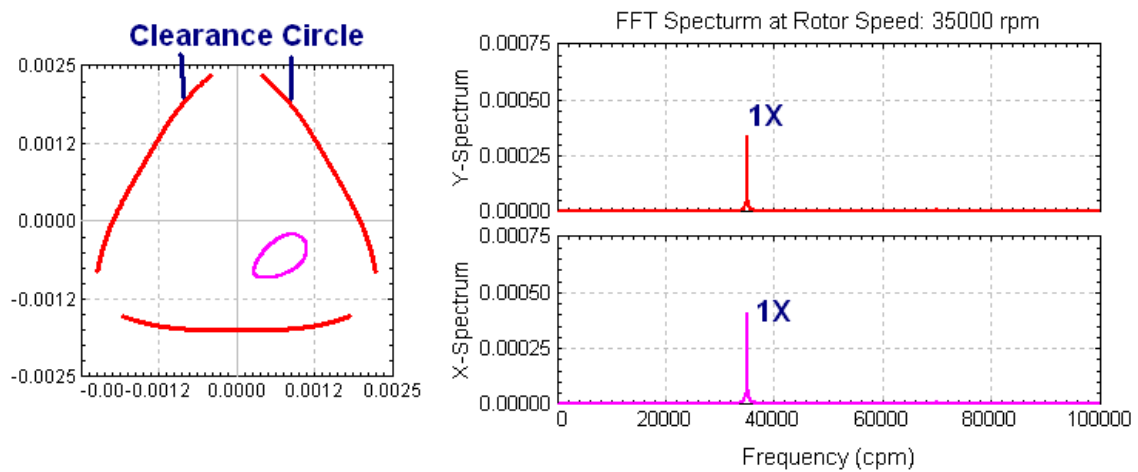 Clearance Circle
0.0025
0.0012
0.0000
-0.0012
-0.0025
-0.00-0.0012 0.0000 0.0012 0.0025
FFT Specturm at Rotor Speed: 35000 rpm
Y-Spectrum
0.00075
0.00050
0.00025
0.00000
1X
X-Spectrum
0.00075
0.00050
0.00025
0.00000
1X
0 20000 40000 60000 80000 100000
Frequency (cpm)